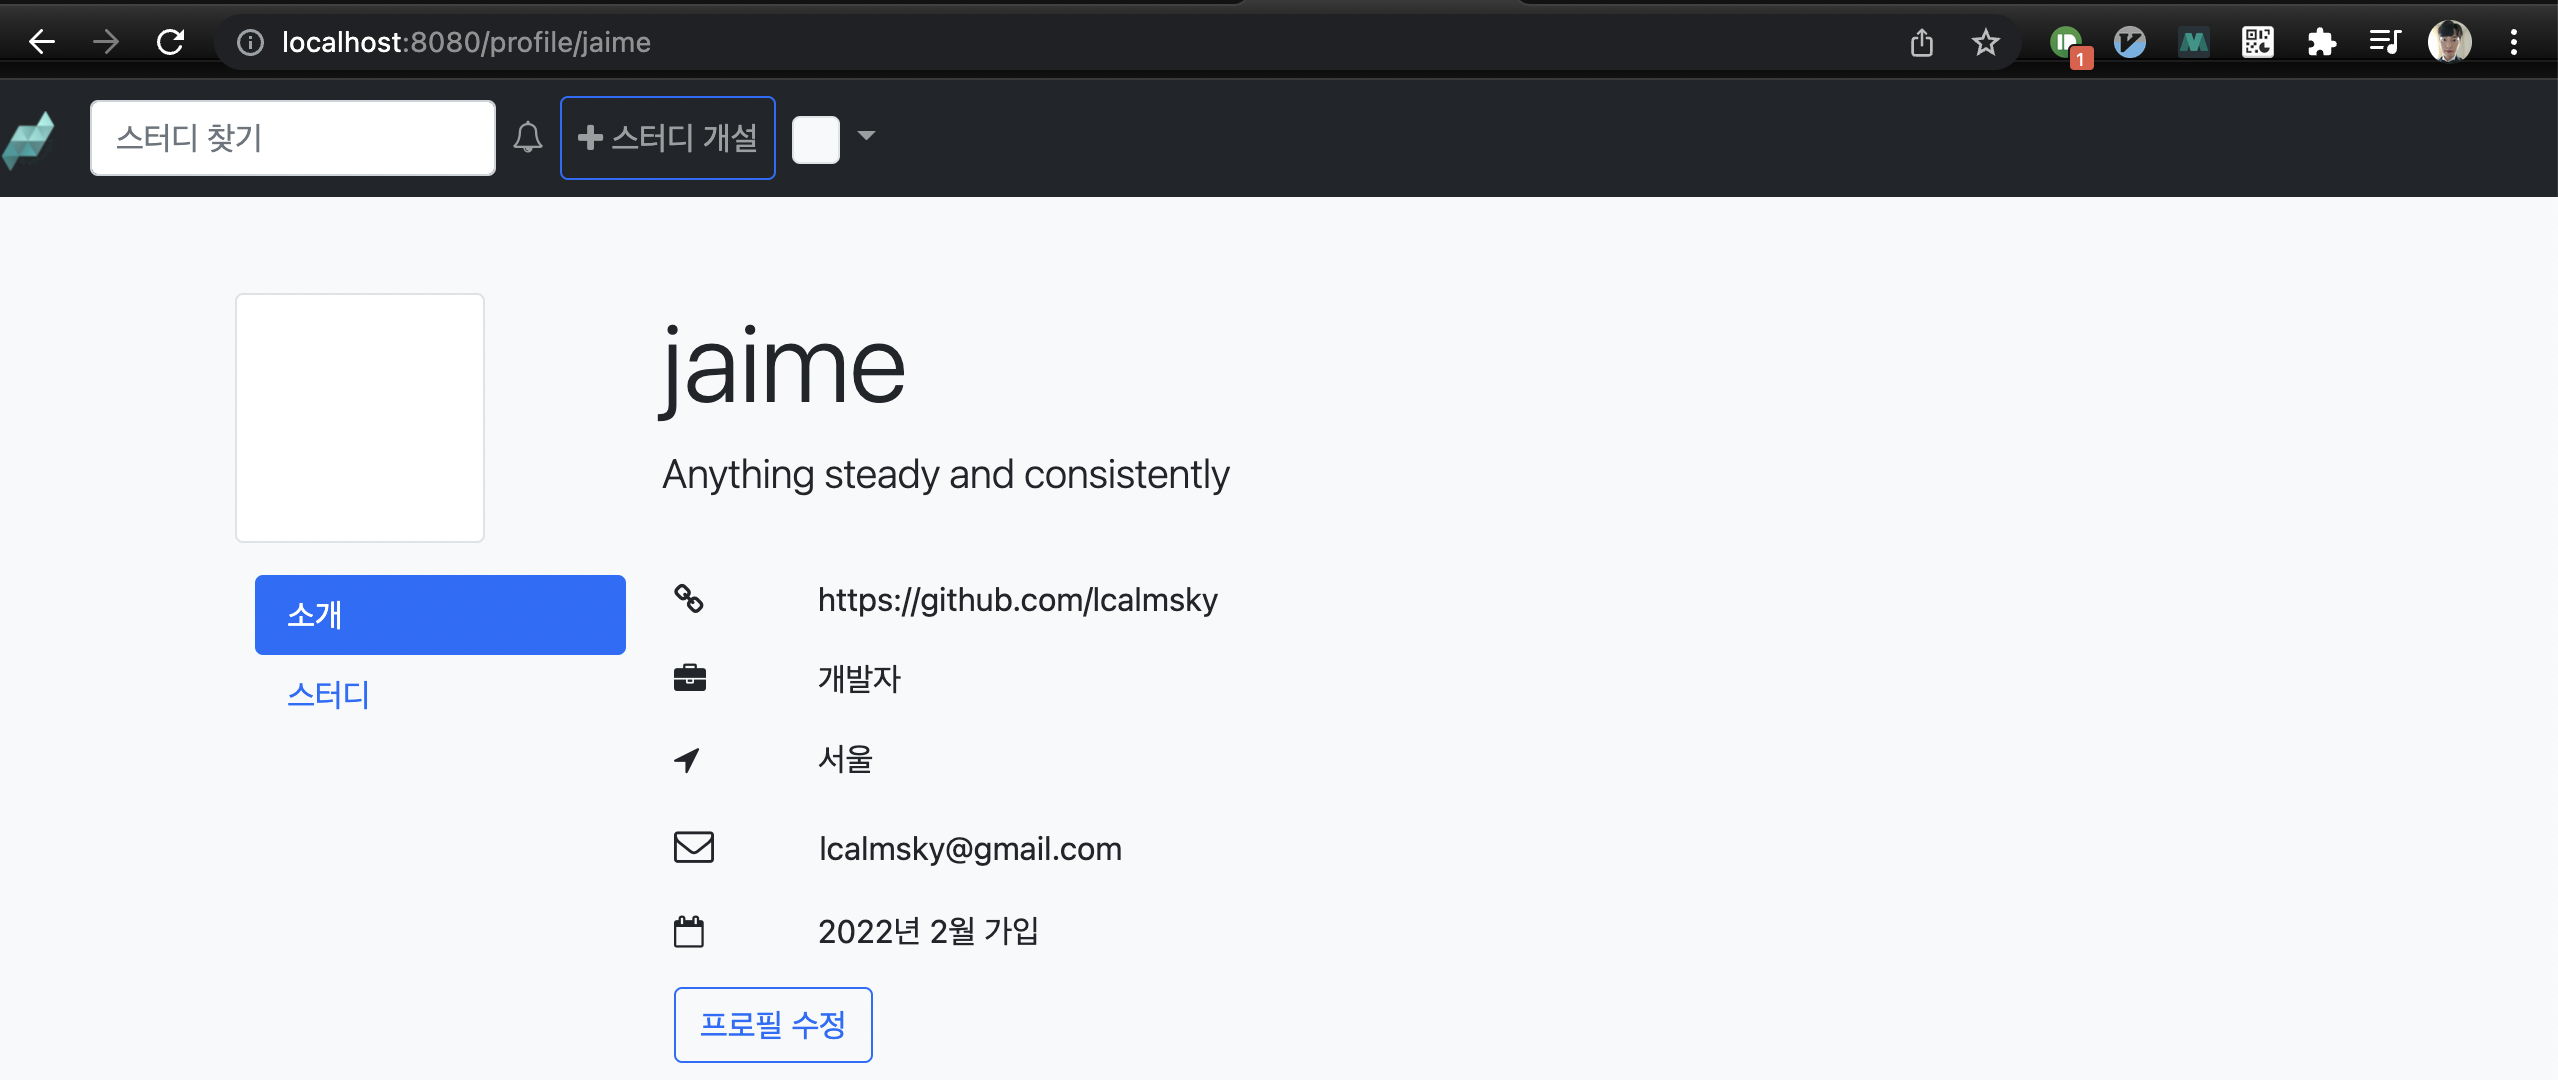 localhost:8080/profile/jaime
1
스터디 찾기
스터디 개설
jaime
Anything steady and consistently
소개
스터디
https://github.com/lcalmsky
개발자
서울
lcalmsky@gmail.com
2022년 2월 가입
프로필 수정